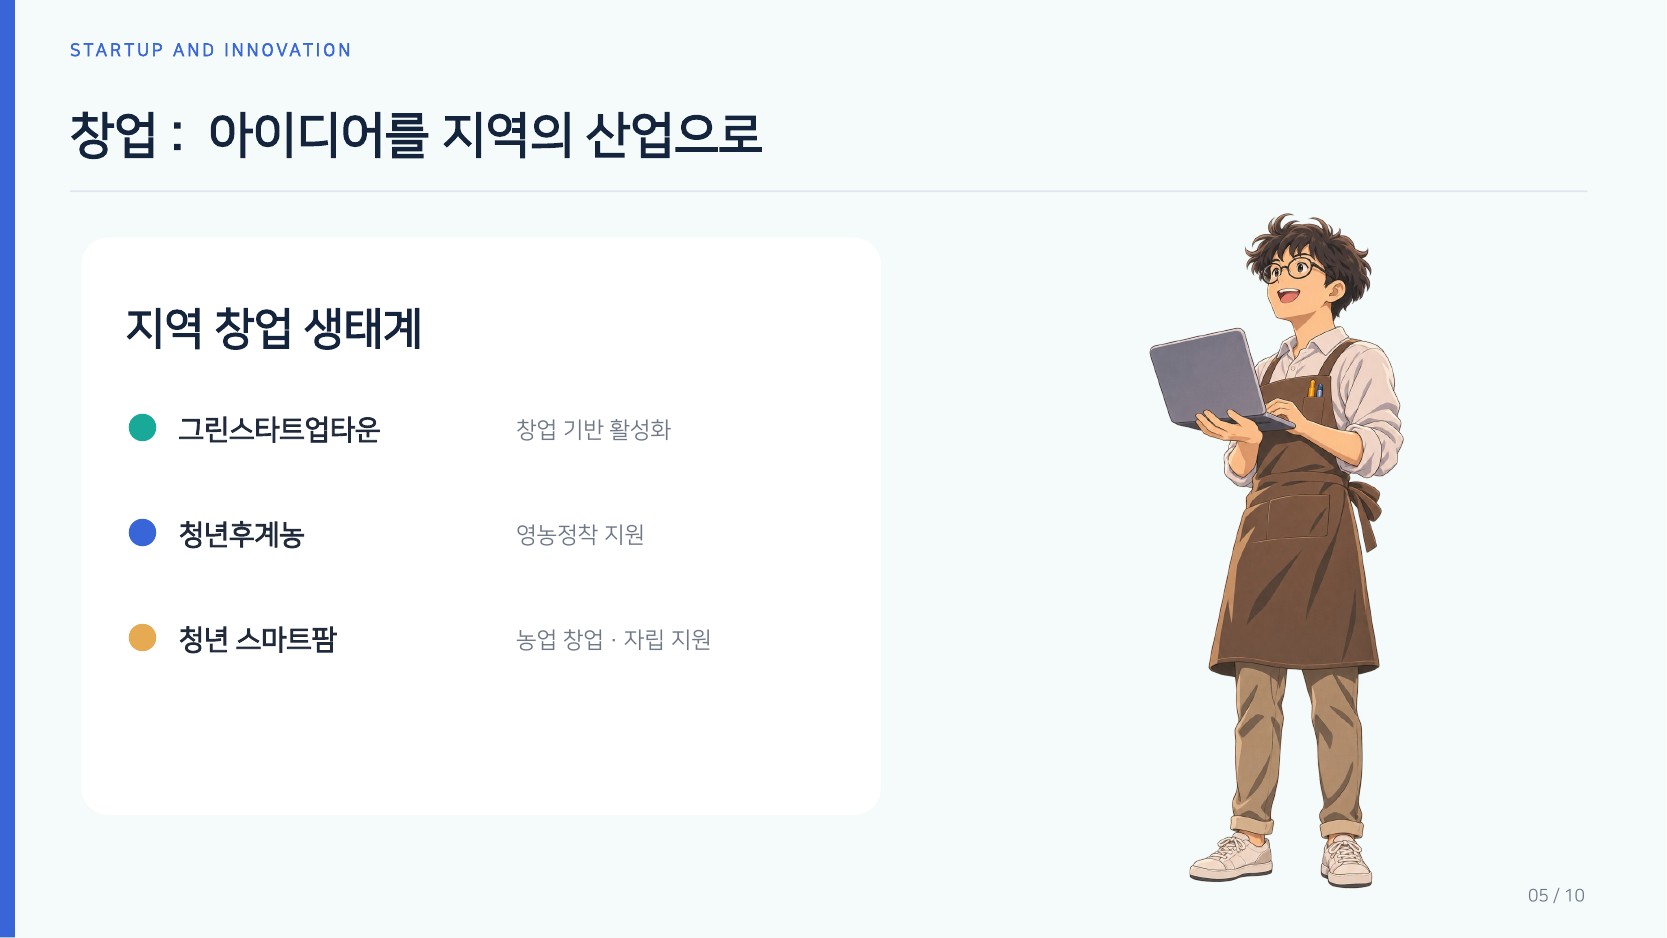 STARTUP AND INNOVATION
창업 : 아이디어를 지역의 산업으로
지역 창업 생태계
그린스타트업타운 창업 기반 활성화
청년후계농 영농정착 지원
청년 스마트팜 농업 창업 · 자립 지원
05 / 10